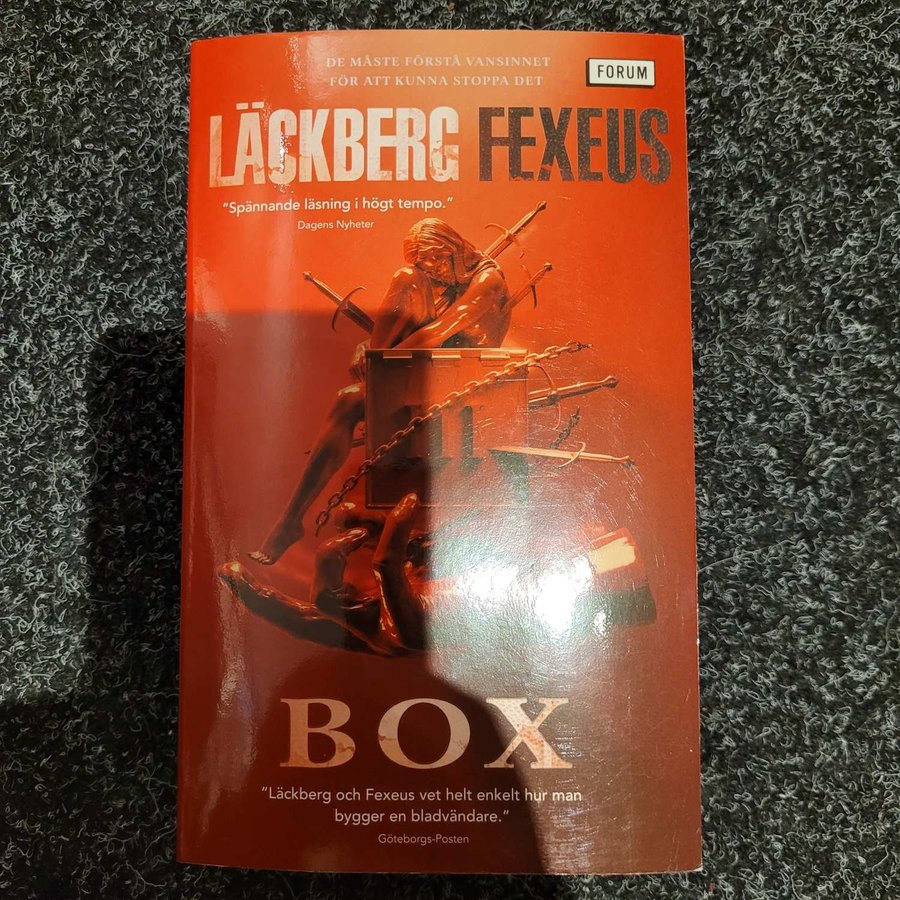 DE MÅSTE FÖRSTÅ VANSINNET
FÖR ATT KUNNA STOPPA DET
FORUM
LÄCKBERG FEXEUS
"Spännande läsning i högt tempo."
Dagens Nyheter
BOX
"Läckberg och Fexeus vet helt enkelt hur man
bygger en bladvändare."
Göteborgs-Posten